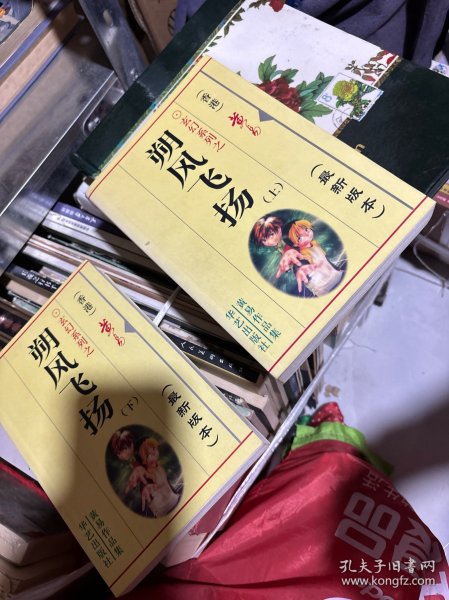 (香港)
黄易
玄幻系列之
朔风飞扬
(上)
(最新版本)
黄易作品集
华艺出版社
(香港)
黄易
玄幻系列之
朔风飞扬
(下)
(最新版本)
黄易作品集
华艺出版社
品
孔夫子旧书网
www.kongfz.com